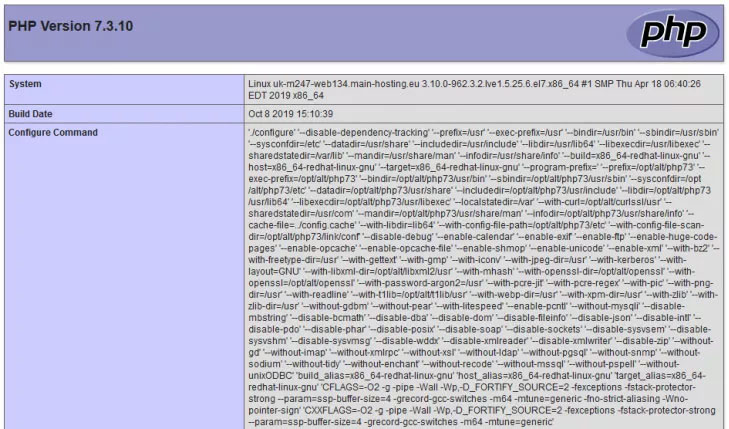 PHP Version 7.3.10
php
System
Linux uk-m247-web134.main-hosting.eu 3.10.0-962.3.2.lve1.5.25.6.el7.x86_64 #1 SMP Thu Apr 18 06:40:26
EDT 2019 x86_64
Build Date
Oct 8 2019 15:10:39
Configure Command
'./configure' '--disable-dependency-tracking' '--prefix=/usr' '--exec-prefix=/usr' '--bindir=/usr/bin' '--sbindir=/usr/sbin'
'--sysconfdir=/etc' '--datadir=/usr/share' '--includedir=/usr/include' '--libdir=/usr/lib64' '--libexecdir=/usr/libexec' '--
sharedstatedir=/var/lib' '--mandir=/usr/share/man' '--infodir=/usr/share/info' '--build=x86_64-redhat-linux-gnu' '--
host=x86_64-redhat-linux-gnu' '--target=x86_64-redhat-linux-gnu' '--program-prefix=' '--prefix=/opt/alt/php73' '--
exec-prefix=/opt/alt/php73' '--bindir=/opt/alt/php73/usr/bin' '--sbindir=/opt/alt/php73/usr/sbin' '--sysconfdir=/opt
/alt/php73/etc' '--datadir=/opt/alt/php73/usr/share' '--includedir=/opt/alt/php73/usr/include' '--libdir=/opt/alt/php73
/usr/lib64' '--libexecdir=/opt/alt/php73/usr/libexec' '--localstatedir=/var' '--with-curl=/opt/alt/curlssl/usr' '--
sharedstatedir=/usr/com' '--mandir=/opt/alt/php73/usr/share/man' '--infodir=/opt/alt/php73/usr/share/info' '--
cache-file=../config.cache' '--with-libdir=lib64' '--with-config-file-path=/opt/alt/php73/etc' '--with-config-file-scan-
dir=/opt/alt/php73/link/conf' '--disable-debug' '--enable-calendar' '--enable-exif' '--enable-ftp' '--enable-huge-code-
pages' '--enable-opcache' '--enable-opcache-file' '--enable-shmop' '--enable-unicode' '--enable-xml' '--with-bz2' '--
with-freetype-dir=/usr' '--with-gettext' '--with-gmp' '--with-iconv' '--with-jpeg-dir=/usr' '--with-kerberos' '--with-
layout=GNU' '--with-libxml-dir=/opt/alt/libxml2/usr' '--with-mhash' '--with-openssl-dir=/opt/alt/openssl' '--with-
openssl=/opt/alt/openssl' '--with-password-argon2=/usr' '--with-pcre-jit' '--with-pcre-regex' '--with-pic' '--with-png-
dir=/usr' '--with-readline' '--with-t1lib=/opt/alt/t1lib/usr' '--with-webp-dir=/usr' '--with-xpm-dir=/usr' '--with-zlib' '--with-
zlib-dir=/usr' '--without-gdbm' '--without-pear' '--with-litespeed' '--enable-pcntl' '--without-mysqli' '--disable-
mbstring' '--disable-bcmath' '--disable-dba' '--disable-dom' '--disable-fileinfo' '--disable-json' '--disable-intl' '--
disable-pdo' '--disable-phar' '--disable-posix' '--disable-soap' '--disable-sockets' '--disable-sysvsem' '--disable-
sysvshm' '--disable-sysvmsg' '--disable-wddx' '--disable-xmlreader' '--disable-xmlwriter' '--disable-zip' '--without-
gd' '--without-imap' '--without-xmlrpc' '--without-xsl' '--without-ldap' '--without-pgsql' '--without-snmp' '--without-
sodium' '--without-tidy' '--without-enchant' '--without-recode' '--without-mssql' '--without-pspell' '--without-
unixODBC' 'build_alias=x86_64-redhat-linux-gnu' 'host_alias=x86_64-redhat-linux-gnu' 'target_alias=x86_64-
redhat-linux-gnu' 'CFLAGS=-O2 -g -pipe -Wall -Wp,-D_FORTIFY_SOURCE=2 -fexceptions -fstack-protector-
strong --param=ssp-buffer-size=4 -grecord-gcc-switches -m64 -mtune=generic -fno-strict-aliasing -Wno-
pointer-sign' 'CXXFLAGS=-O2 -g -pipe -Wall -Wp,-D_FORTIFY_SOURCE=2 -fexceptions -fstack-protector-strong
--param=ssp-buffer-size=4 -grecord-gcc-switches -m64 -mtune=generic'